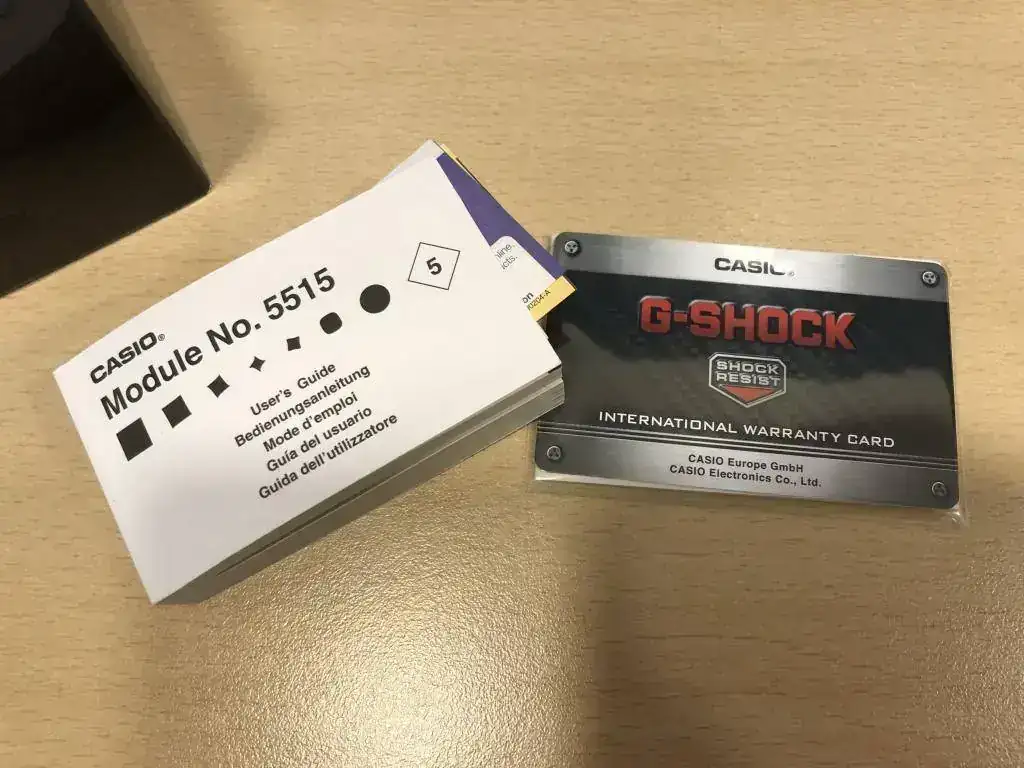 CASIO®
Module No. 5515
5
User's Guide
Bedienungsanleitung
Mode d'emploi
Guía del usuario
Guida dell'utilizzatore
CASIO®
G-SHOCK
SHOCK
RESIST
INTERNATIONAL WARRANTY CARD
CASIO Europe GmbH
CASIO Electronics Co., Ltd.